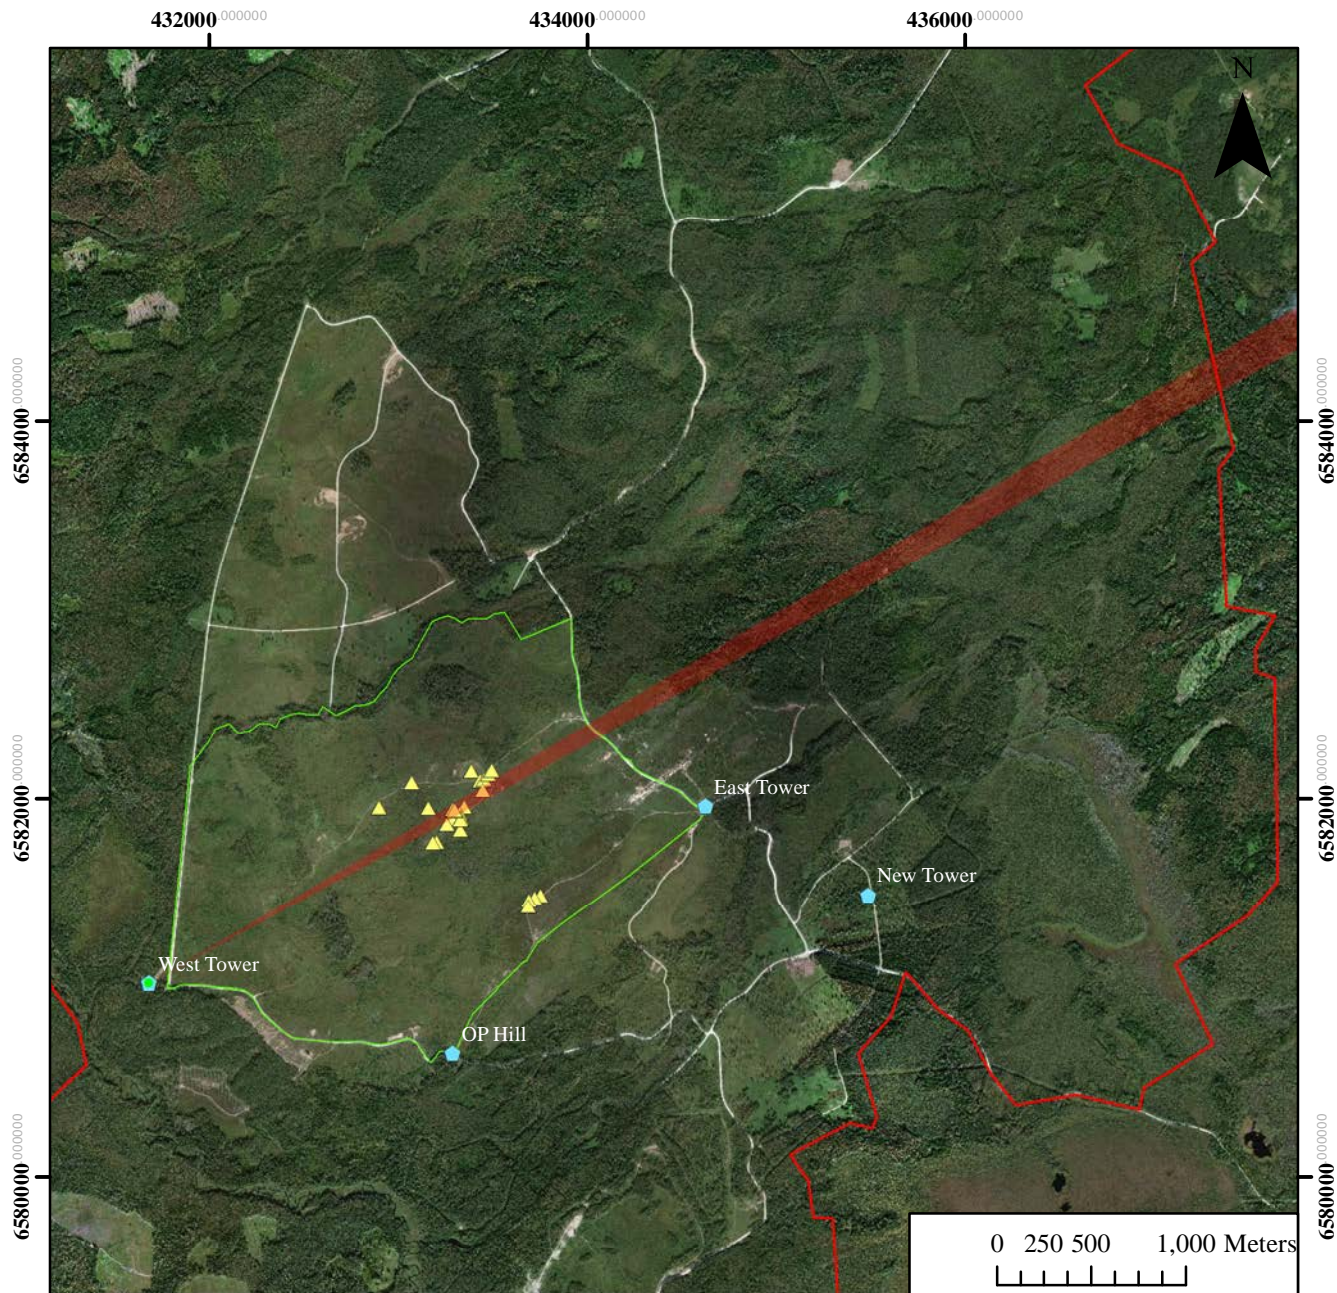 432000.000000 434000.000000 436000.000000
N
6584000.000000 6584000.000000
6582000.000000 6582000.000000
East Tower
New Tower
West Tower
OP Hill
6580000.000000 6580000.000000
0 250 500 1,000 Meters